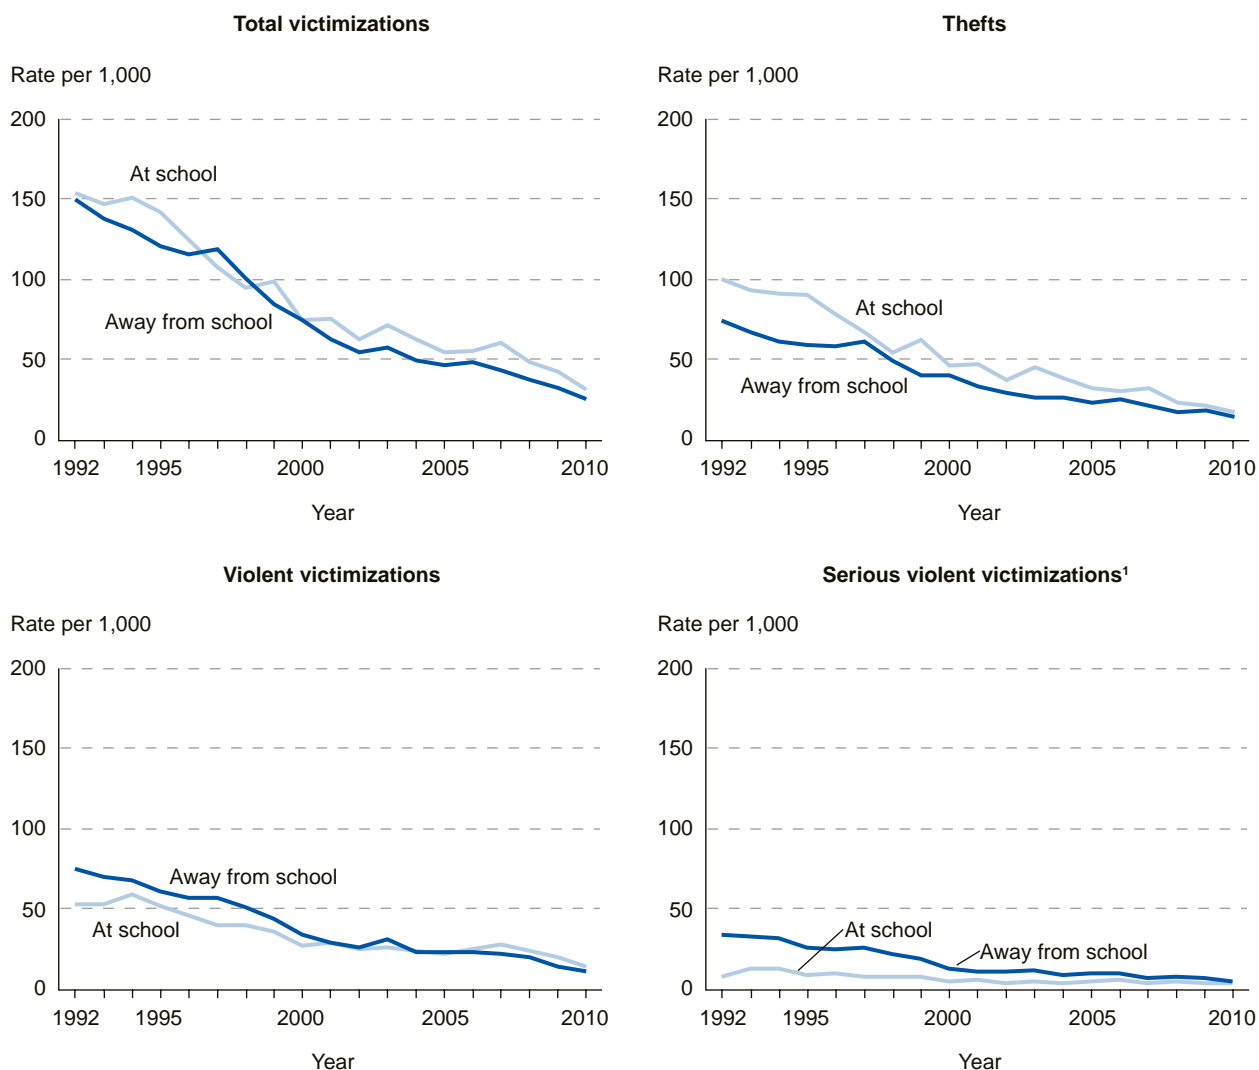 Total victimizations
Rate per 1,000
200
150
100
50
0
At school
Away from school
1992 1995 2000 2005 2010
Year
Thefts
Rate per 1,000
200
150
100
50
0
At school
Away from school
1992 1995 2000 2005 2010
Year
Violent victimizations
Rate per 1,000
200
150
100
50
0
Away from school
At school
1992 1995 2000 2005 2010
Year
Serious violent victimizations¹
Rate per 1,000
200
150
100
50
0
At school
Away from school
1992 1995 2000 2005 2010
Year